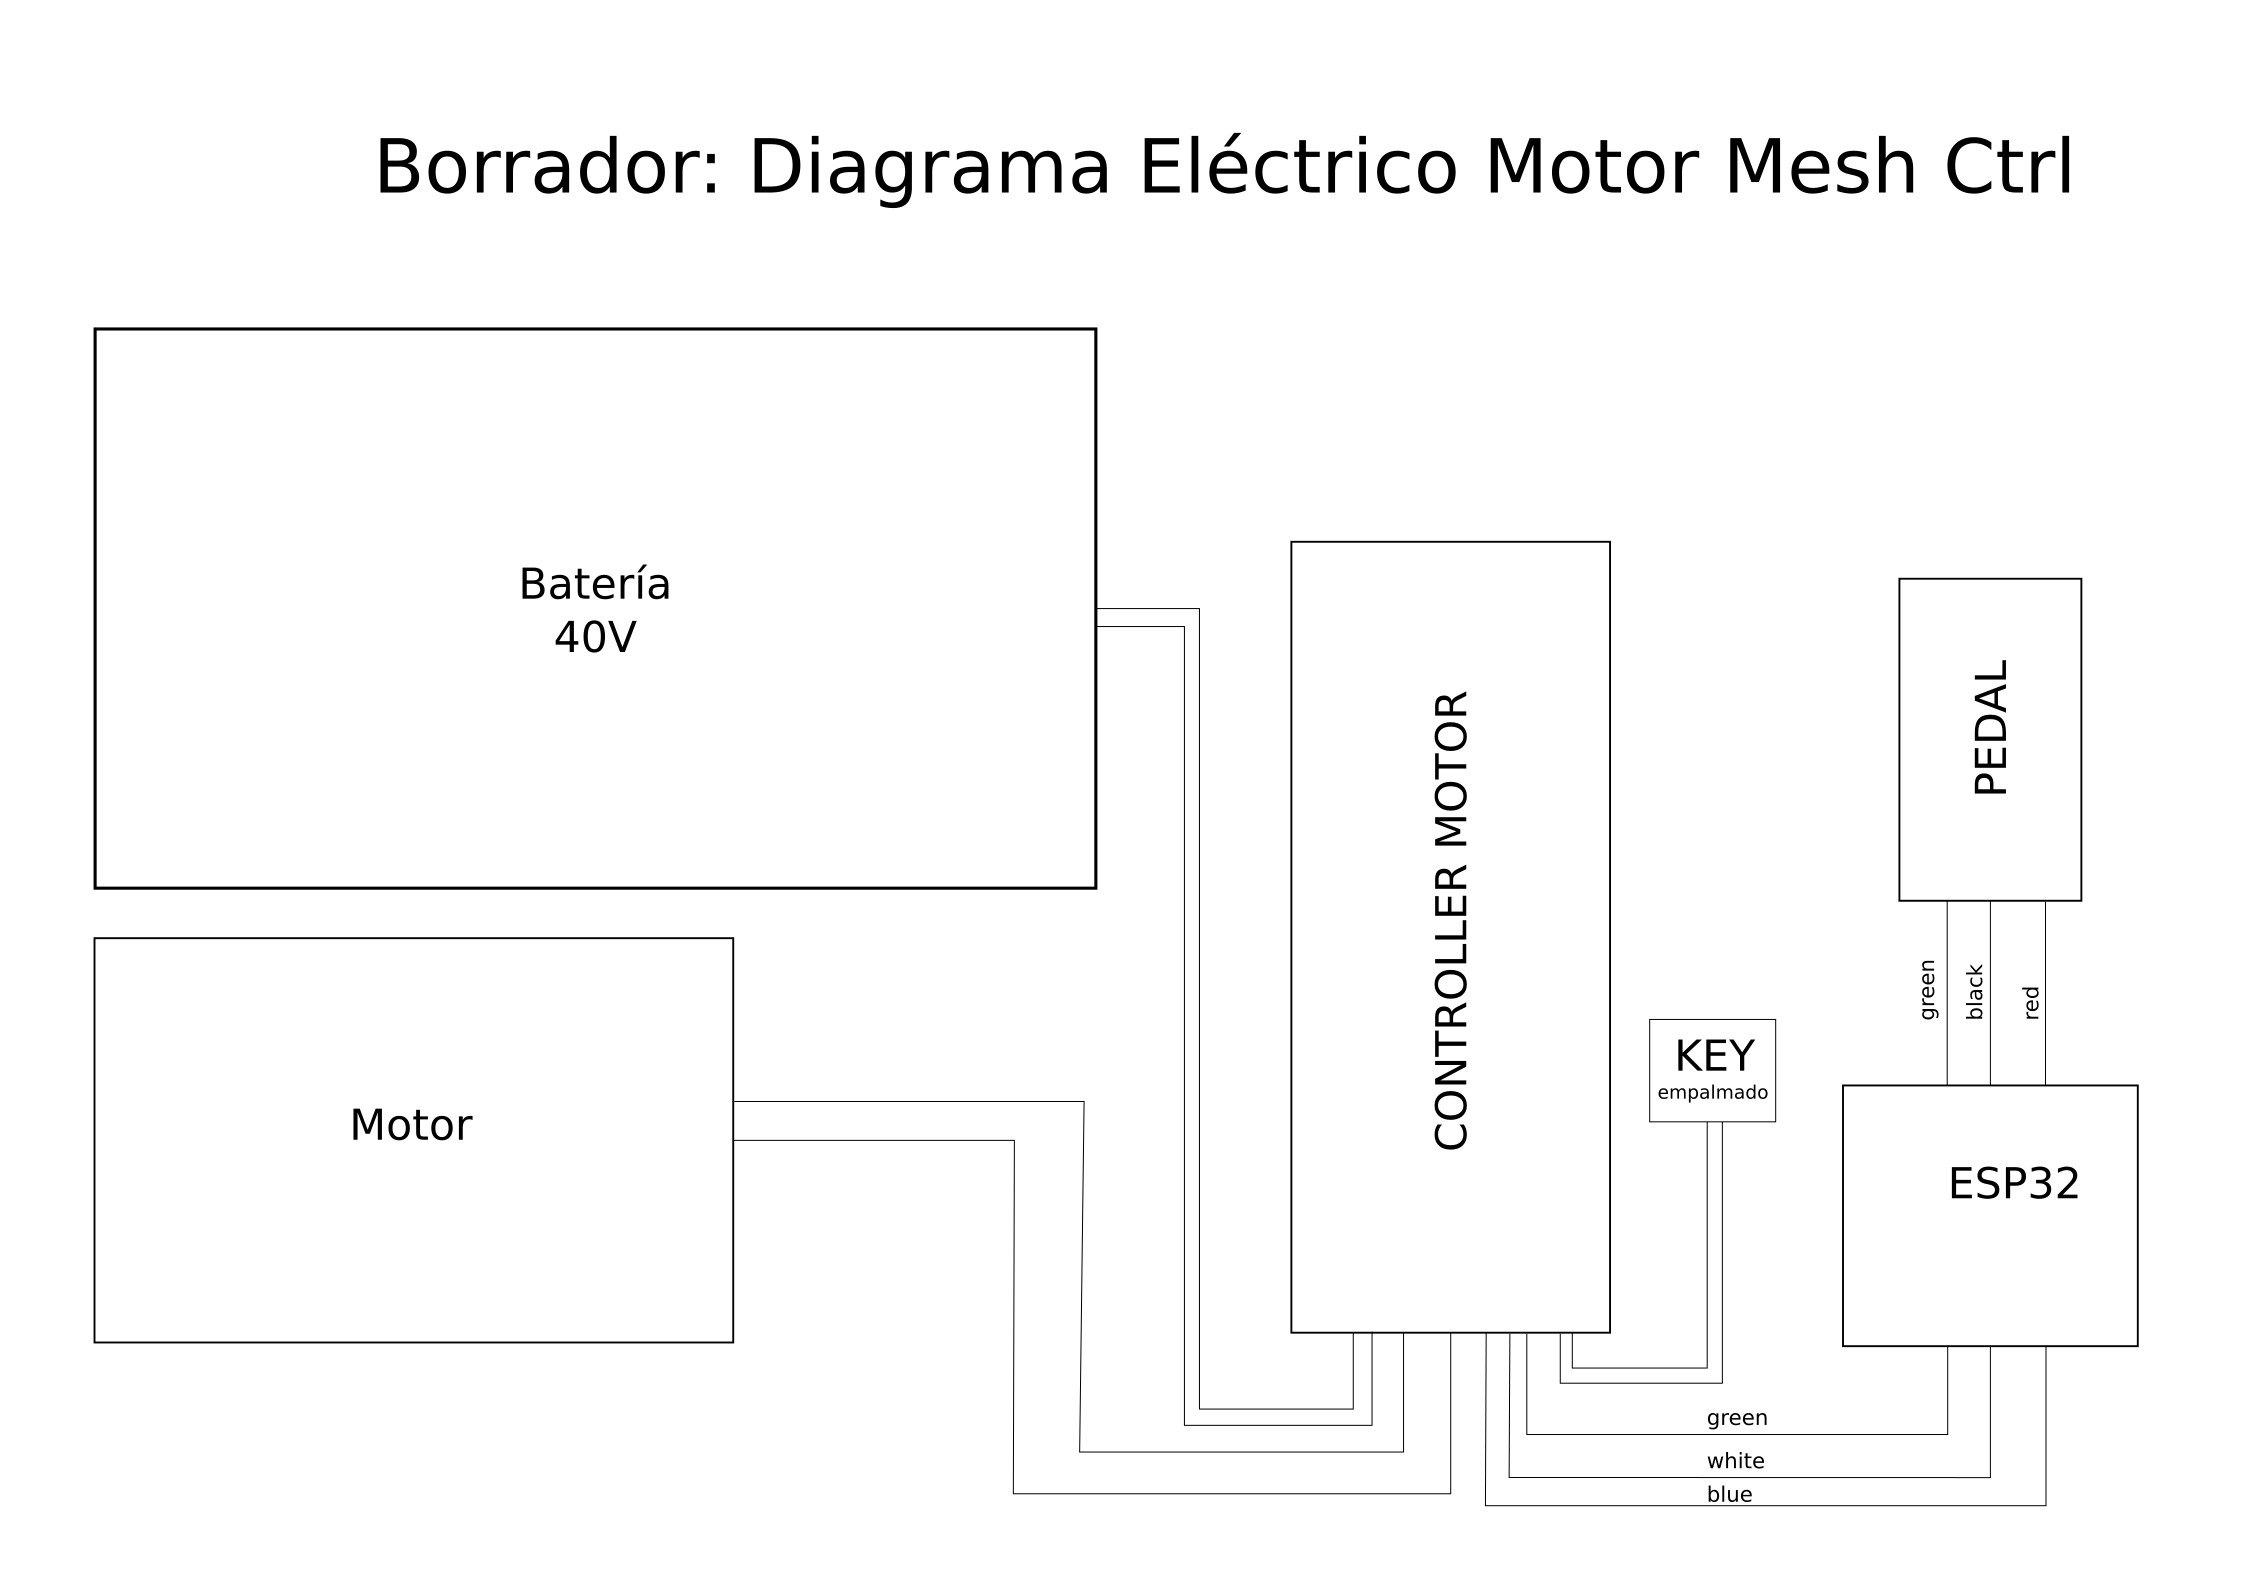 Borrador: Diagrama Eléctrico Motor Mesh Ctrl
Batería
40V
CONTROLLER MOTOR
PEDAL
green
black
red
KEY
empalmado
Motor
ESP32
green
white
blue